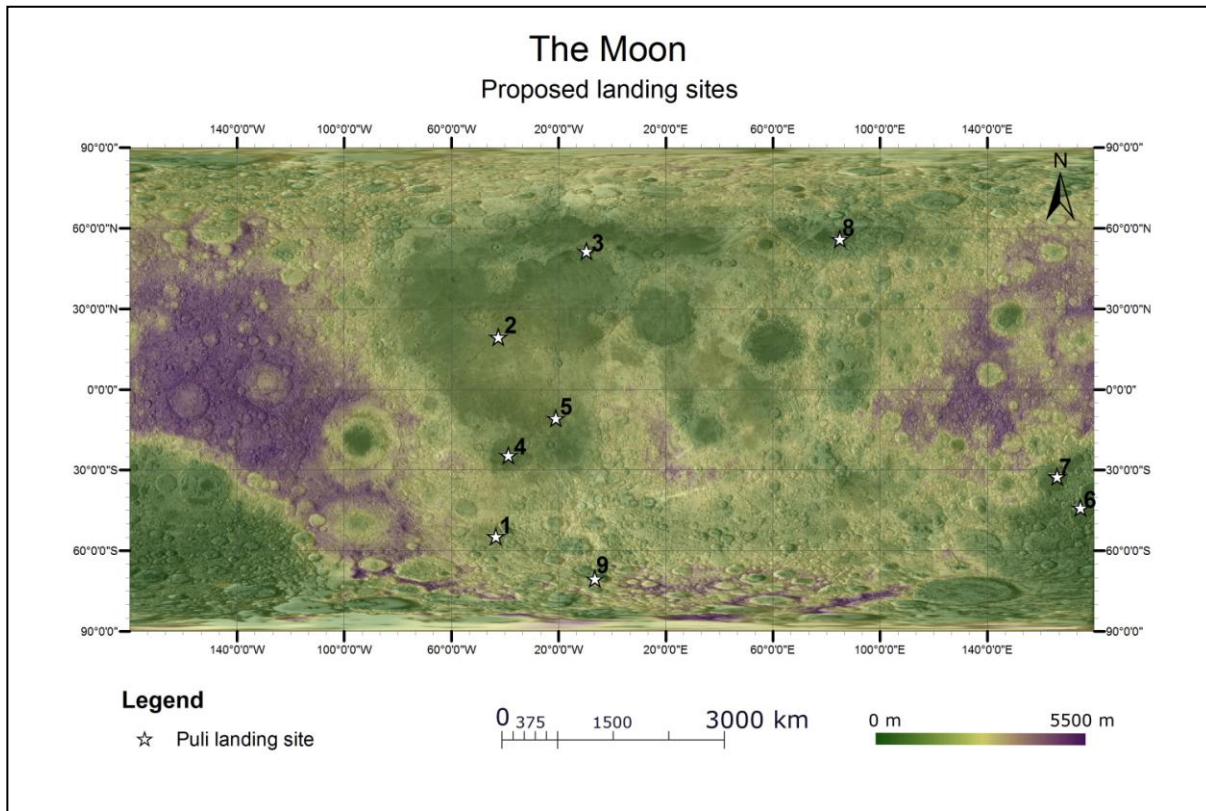 The Moon
Proposed landing sites
140°0'0"W 100°0'0"W 60°0'0"W 20°0'0"W 20°0'0"E 60°0'0"E 100°0'0"E 140°0'0"E
90°0'0" 90°0'0"
N
60°0'0"N 8 60°0'0"N
3
30°0'0"N 30°0'0"N
2
0°0'0" 0°0'0"
5
4
30°0'0"S 7 30°0'0"S
6
1
60°0'0"S 60°0'0"S
9
90°0'0" 90°0'0"
140°0'0"W 100°0'0"W 60°0'0"W 20°0'0"W 20°0'0"E 60°0'0"E 100°0'0"E 140°0'0"E
Legend
Puli landing site
0 375 1500 3000 km
0 m 5500 m